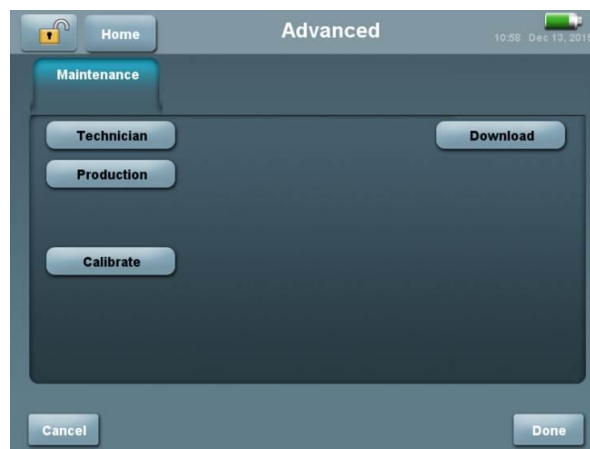 Home
Advanced
10:58 Dec 13, 201
Maintenance
Technician
Download
Production
Calibrate
Cancel
Done